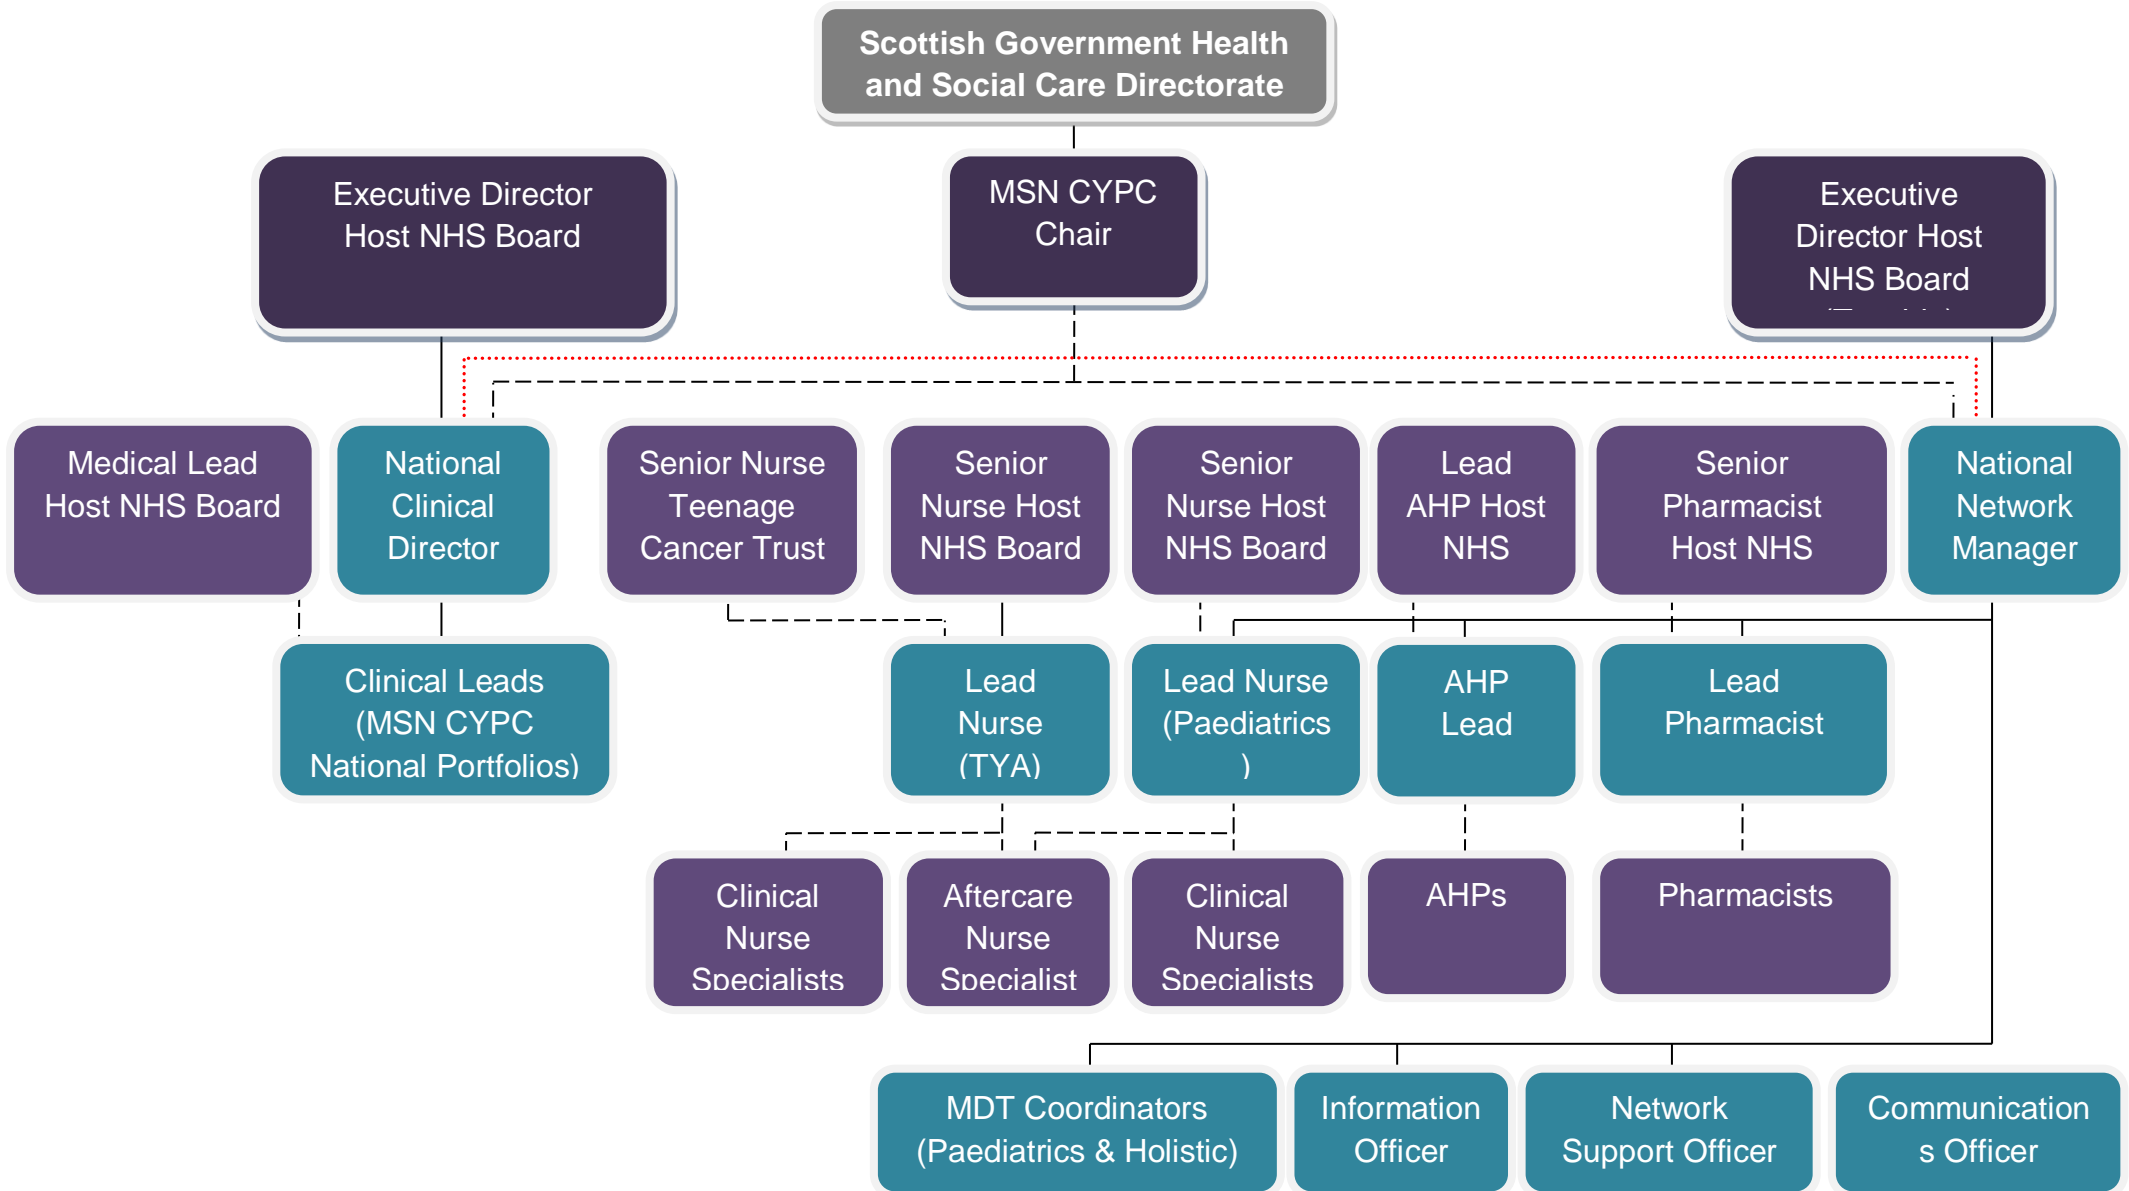 Scottish Government Health
and Social Care Directorate
Executive Director
Host NHS Board
MSN CYPC
Chair
Executive
Director Host
NHS Board
Medical Lead
Host NHS Board
National
Clinical
Director
Senior Nurse
Teenage
Cancer Trust
Senior
Nurse Host
NHS Board
Senior
Nurse Host
NHS Board
Lead
AHP Host
NHS
Senior
Pharmacist
Host NHS
National
Network
Manager
Clinical Leads
(MSN CYPC
National Portfolios)
Lead
Nurse
(TYA)
Lead Nurse
(Paediatrics
)
AHP
Lead
Lead
Pharmacist
Clinical
Nurse
Specialists
Aftercare
Nurse
Specialist
Clinical
Nurse
Specialists
AHPs
Pharmacists
MDT Coordinators
(Paediatrics & Holistic)
Information
Officer
Network
Support Officer
Communication
s Officer